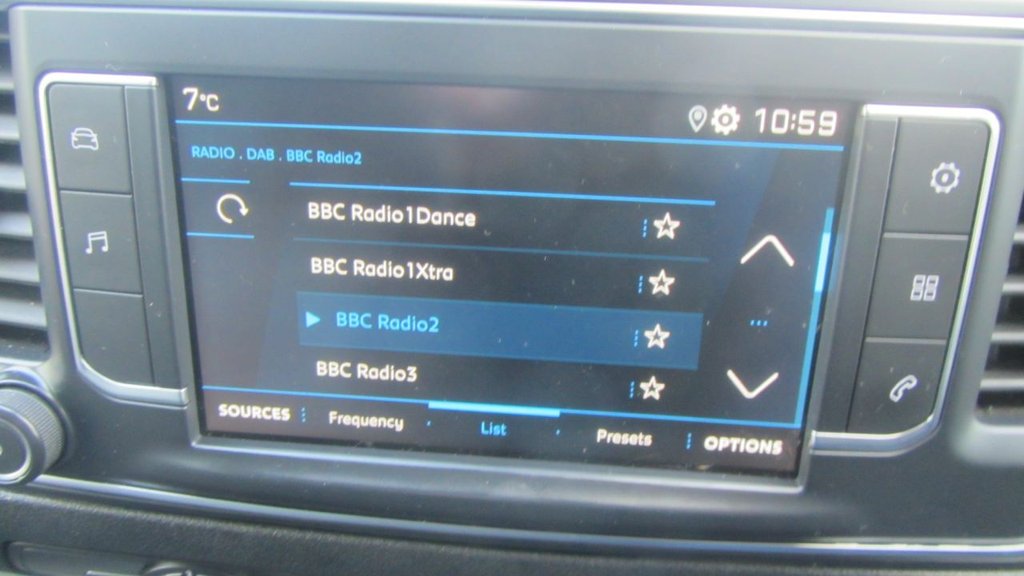 7°C 10:59
RADIO . DAB . BBC Radio2
BBC Radio1Dance
BBC Radio1Xtra
BBC Radio2
BBC Radio3
SOURCES Frequency List Presets OPTIONS